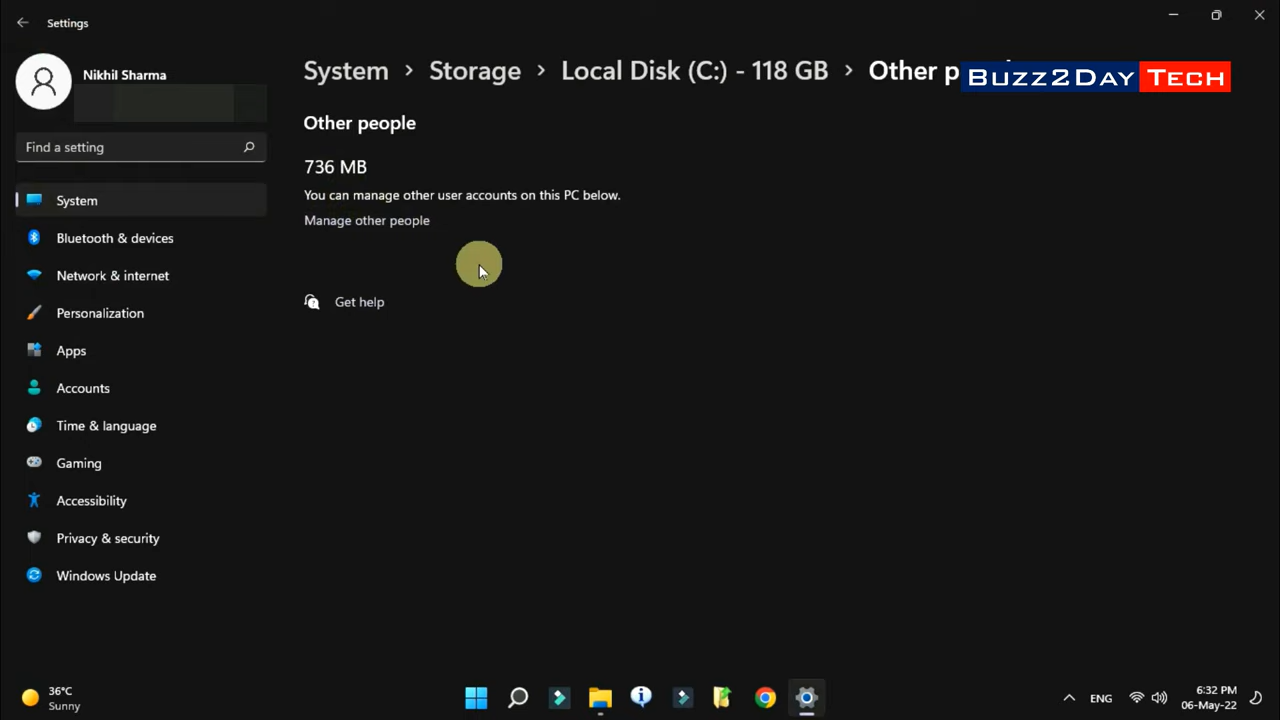 Settings
Nikhil Sharma
Find a setting
System
Bluetooth & devices
Network & internet
Personalization
Apps
Accounts
Time & language
Gaming
Accessibility
Privacy & security
Windows Update
System > Storage > Local Disk (C:) - 118 GB > Other
BUZZ2DAY TECH
Other people
736 MB
You can manage other user accounts on this PC below.
Manage other people
Get help
36°C
Sunny
ENG
6:32 PM
06-May-22